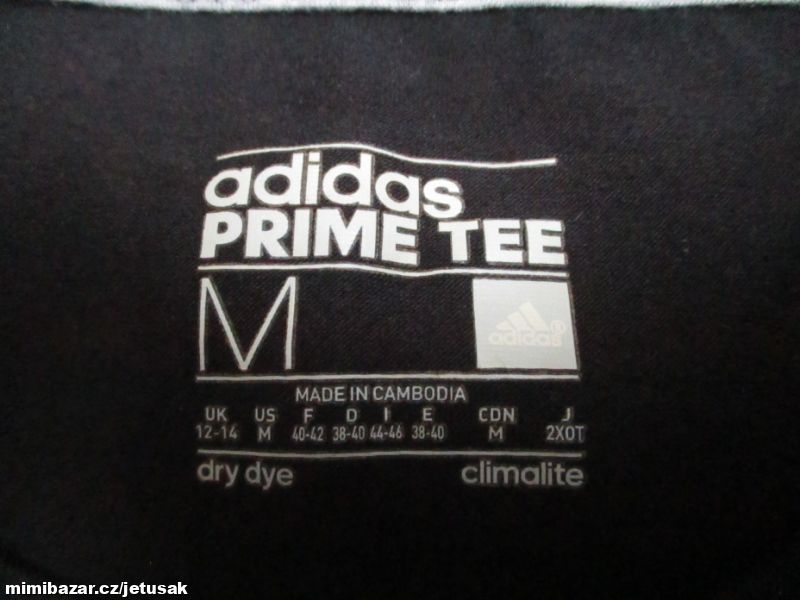 adidas
PRIME TEE
M
adidas®
MADE IN CAMBODIA
UK US F D I E CDN J
12-14 M 40-42 38-40 44-46 38-40 M 2XOT
dry dye climalite
mimibazar.cz/jetusak